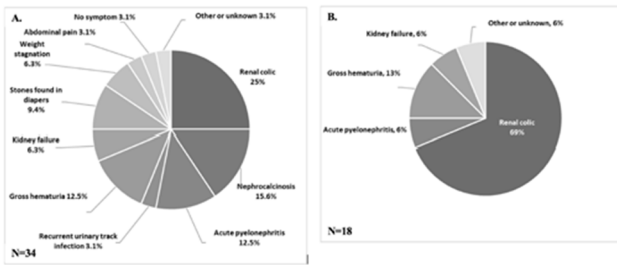 A.
No symptom 3.1%
Other or unknown 3.1%
Abdominal pain 3.1%
Weight
stagnation
6.3%
Renal colic
25%
Stones found in
diapers
9.4%
Kidney failure
6.3%
Nephrocalcinosis
15.6%
Gross hematuria 12.5%
Recurrent urinary track
infection 3.1%
Acute pyelonephritis
12.5%
N=34
B.
Other or unknown, 6%
Kidney failure, 6%
Gross hematuria, 13%
Acute pyelonephritis, 6%
Renal colic
69%
N=18